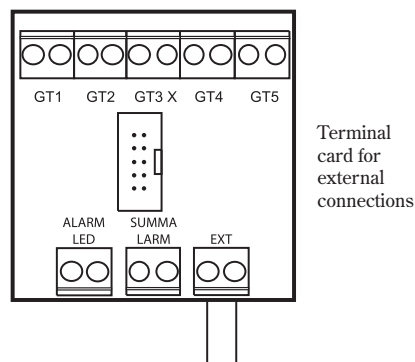 GT1 GT2 GT3 X GT4 GT5
Terminal
card for
external
connections
ALARM
LED
SUMMA
LARM
EXT